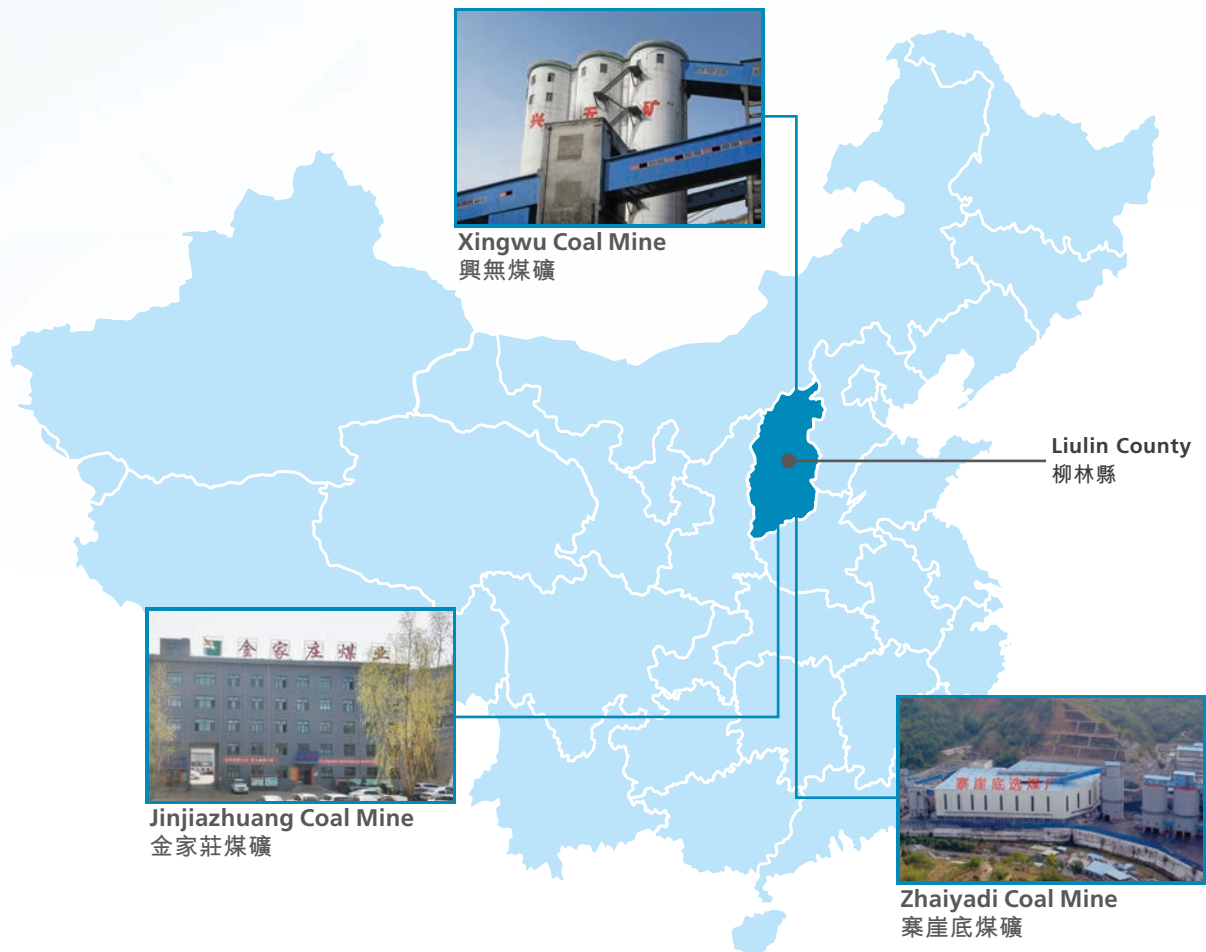 兴无矿
Xingwu Coal Mine
興無煤礦
Liulin County
柳林縣
金家庄煤业
Jinjiazhuang Coal Mine
金家莊煤礦
寨崖底选煤厂
Zhaiyadi Coal Mine
寨崖底煤礦